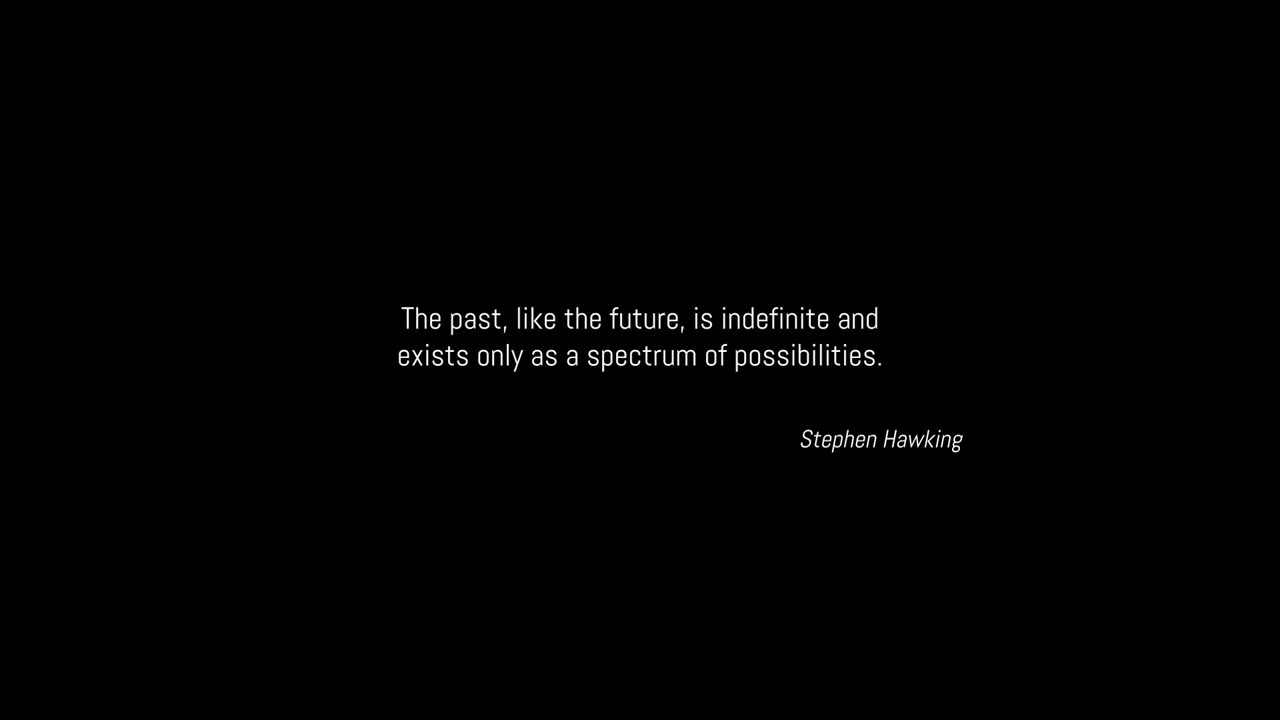 The past, like the future, is indefinite and
exists only as a spectrum of possibilities.
Stephen Hawking